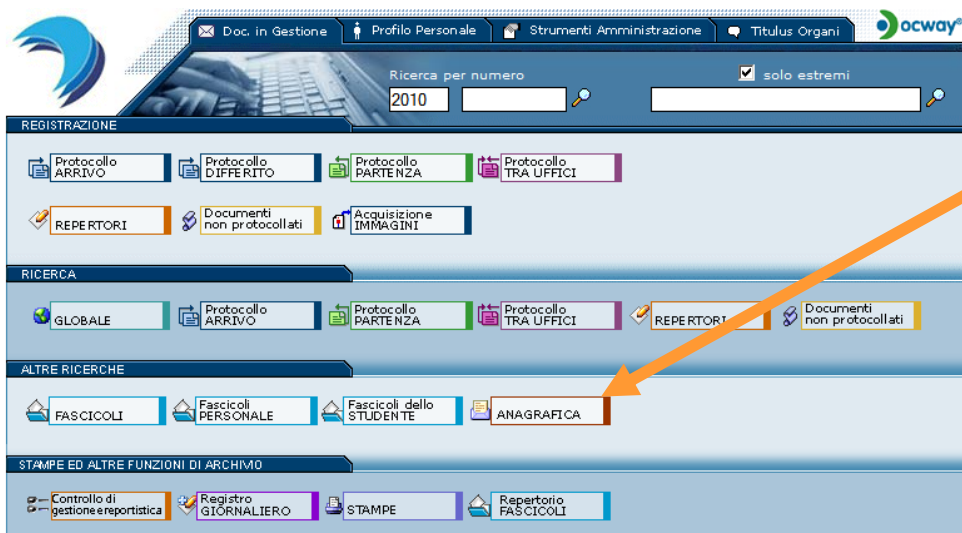 Doc. in Gestione Profilo Personale Strumenti Amministrazione Titulus Organi Docway®
Ricerca per numero solo estremi
2010
REGISTRAZIONE
Protocollo
ARRIVO
Protocollo
DIFFERITO
Protocollo
PARTENZA
Protocollo
TRA UFFICI
REPERTORI
Documenti
non protocollati
Acquisizione
IMMAGINI
RICERCA
GLOBALE
Protocollo
ARRIVO
Protocollo
PARTENZA
Protocollo
TRA UFFICI
REPERTORI
Documenti
non protocollati
ALTRE RICERCHE
FASCICOLI
Fascicoli
PERSONALE
Fascicoli dello
STUDENTE
ANAGRAFICA
STAMPE ED ALTRE FUNZIONI DI ARCHIVIO
Controllo di
gestione e reportistica
Registro
GIORNALIERO
STAMPE
Repertorio
FASCICOLI